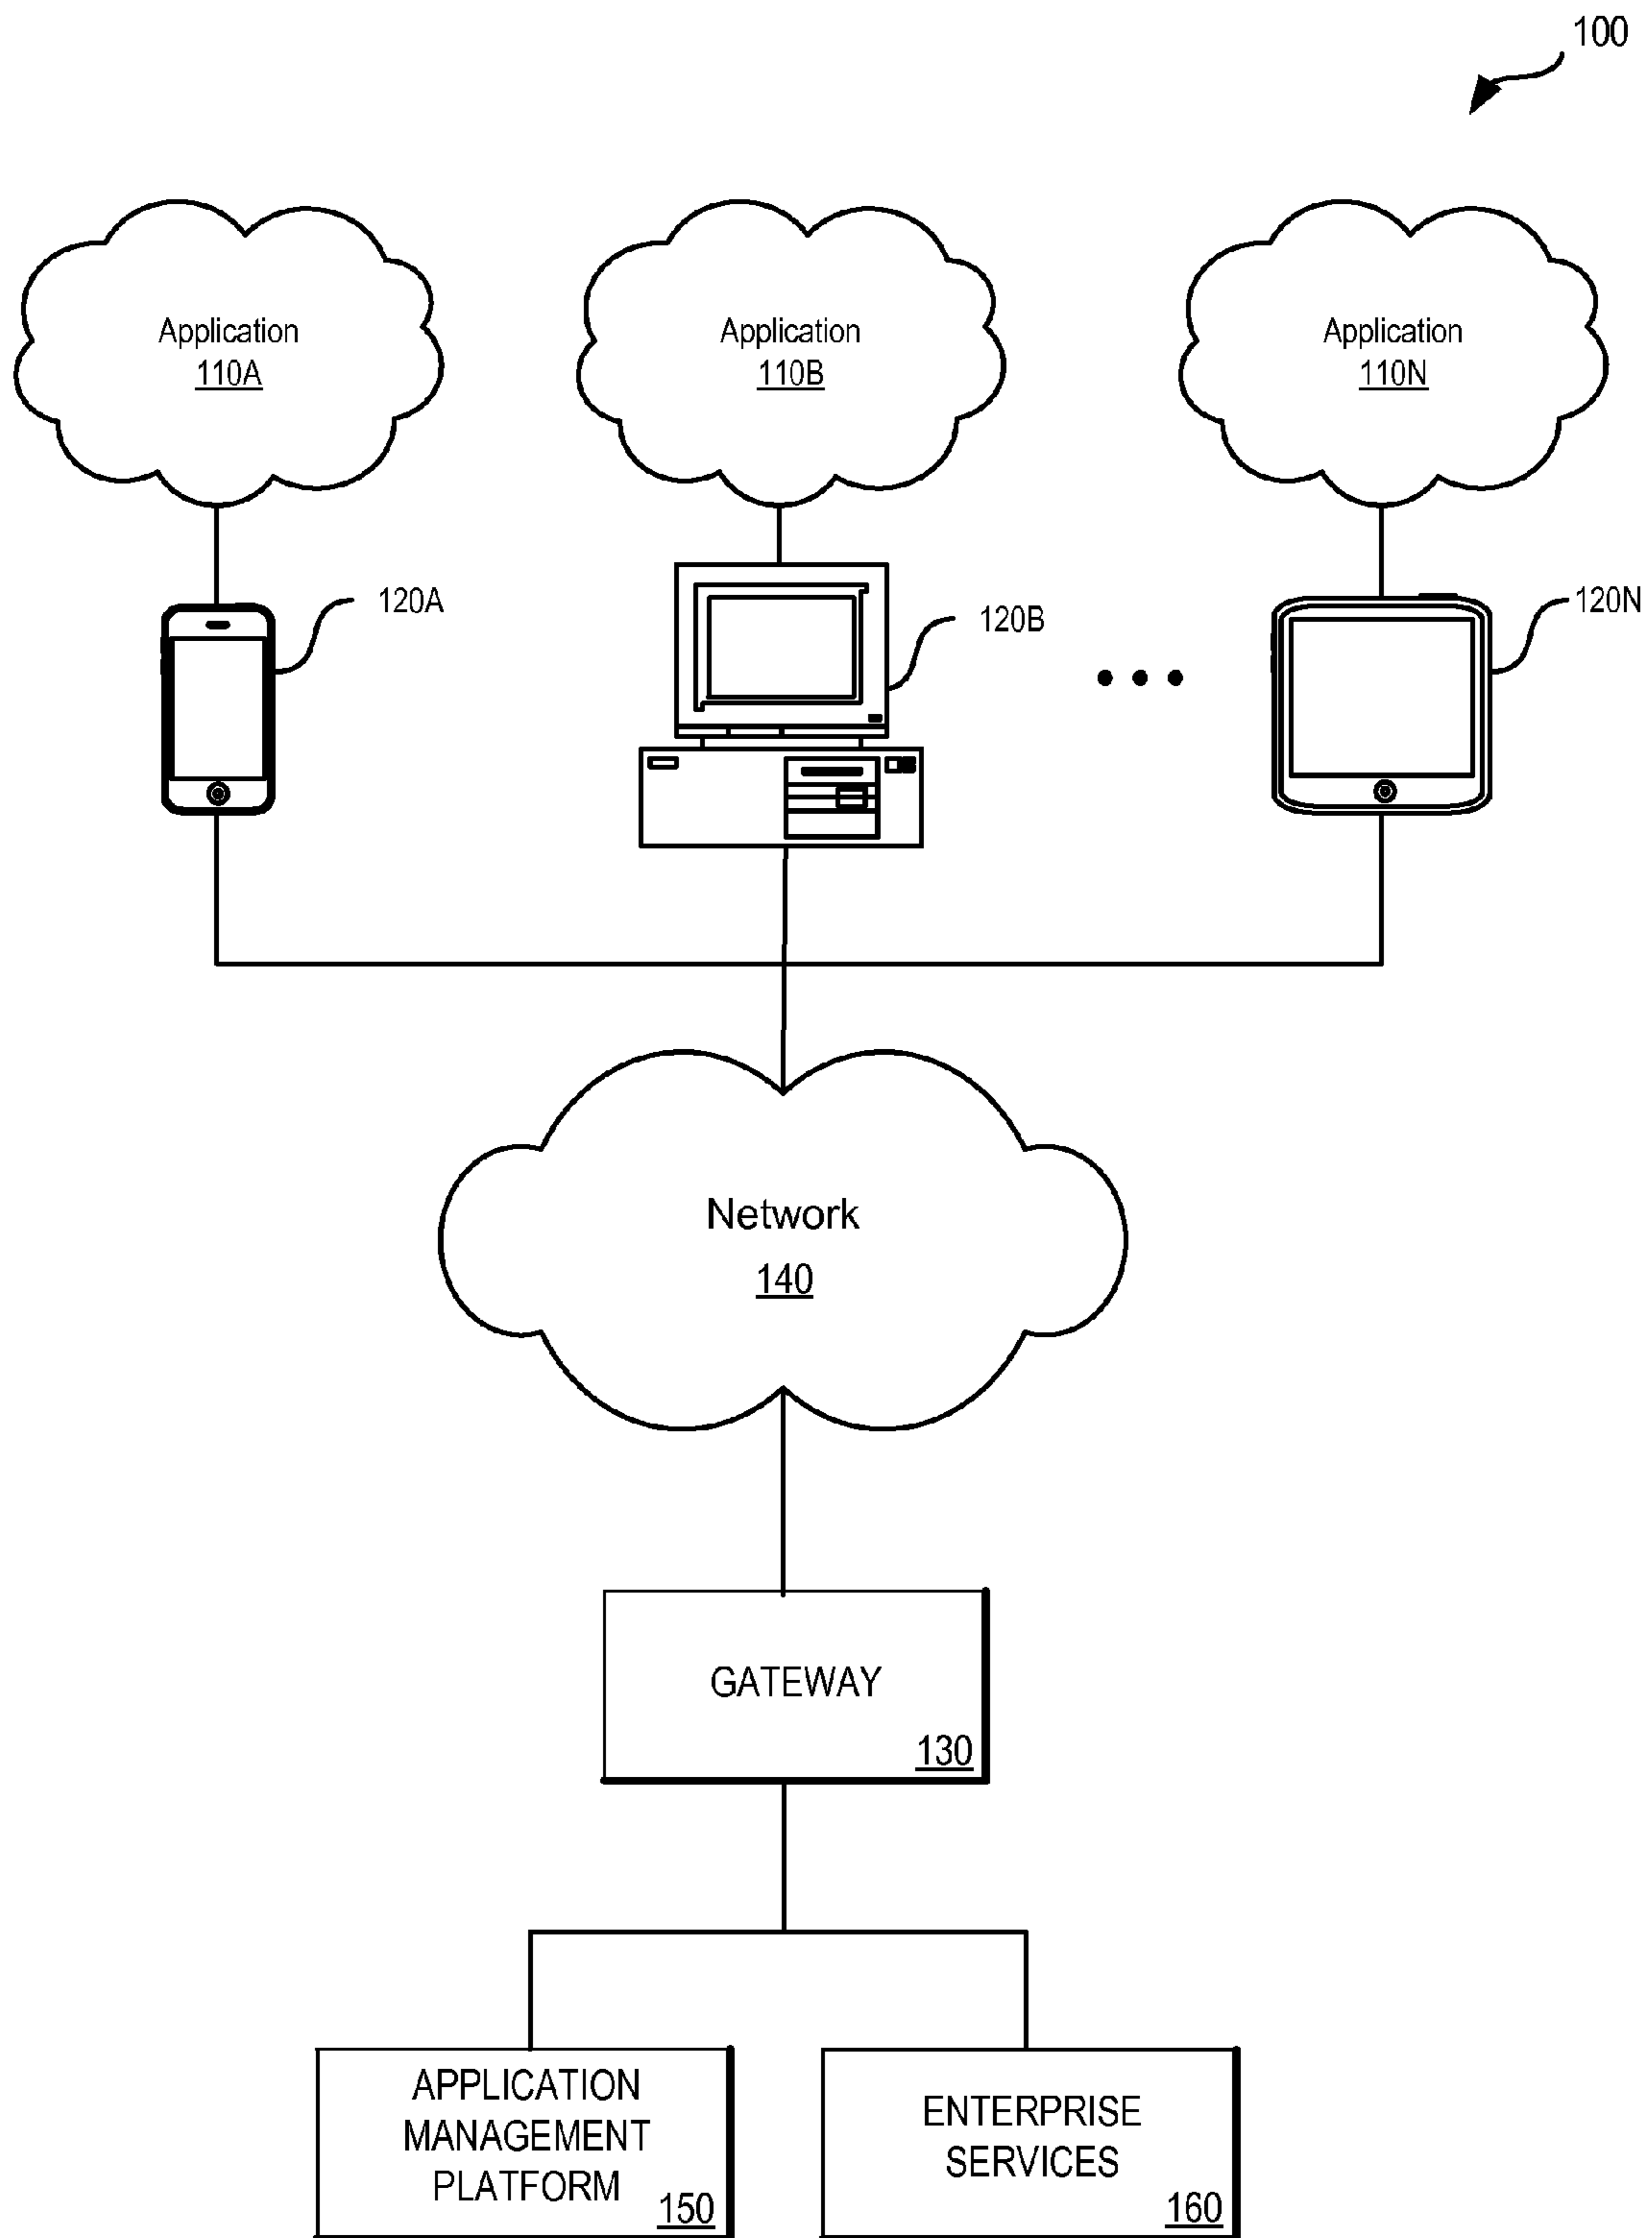 100
Application
110A
Application
110B
Application
110N
120A
120B
120N
Network
140
GATEWAY
130
APPLICATION
MANAGEMENT
PLATFORM
150
ENTERPRISE
SERVICES
160